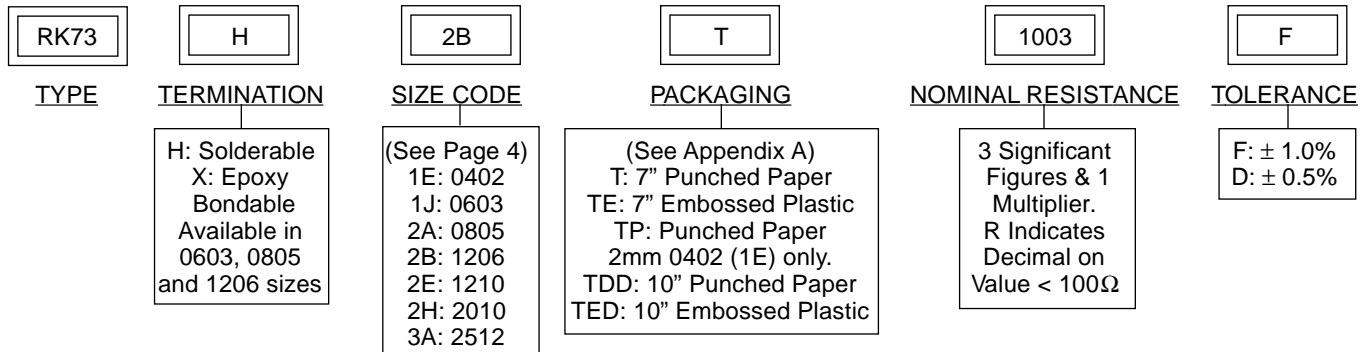 RK73 H 2B T 1003 F
TYPE TERMINATION SIZE CODE PACKAGING NOMINAL RESISTANCE TOLERANCE
H: Solderable
X: Epoxy
Bondable
Available in
0603, 0805
and 1206 sizes
(See Page 4)
1E: 0402
1J: 0603
2A: 0805
2B: 1206
2E: 1210
2H: 2010
3A: 2512
(See Appendix A)
T: 7” Punched Paper
TE: 7” Embossed Plastic
TP: Punched Paper
2mm 0402 (1E) only.
TDD: 10” Punched Paper
TED: 10” Embossed Plastic
3 Significant
Figures & 1
Multiplier.
R Indicates
Decimal on
Value < 100Ω
F: ± 1.0%
D: ± 0.5%